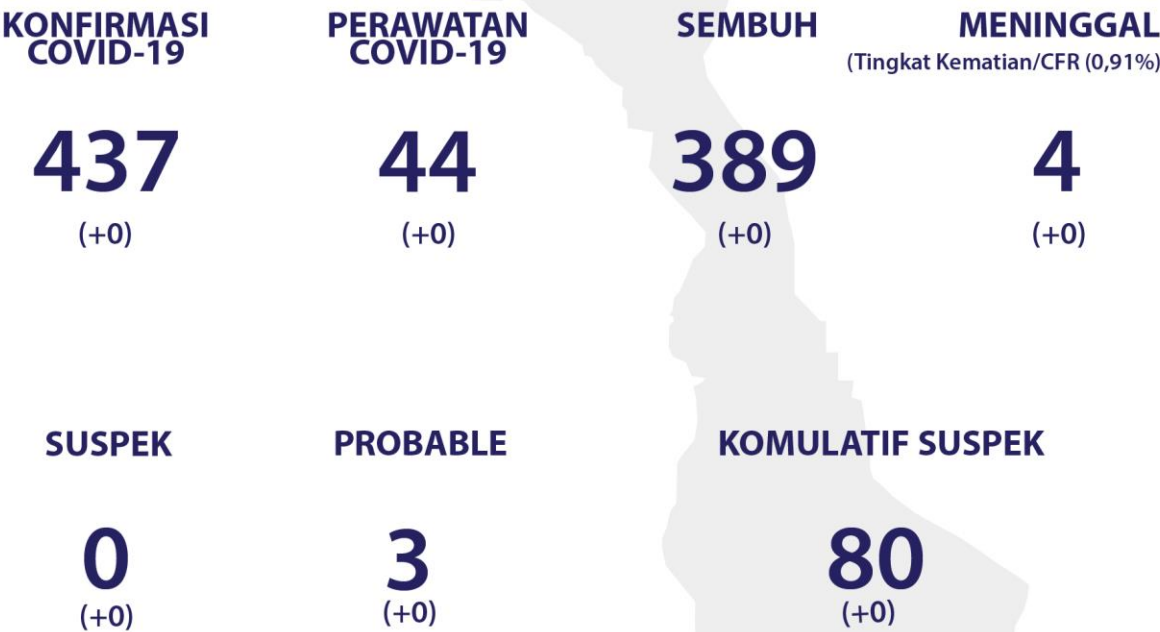 KONFIRMASI
COVID-19
PERAWATAN
COVID-19
SEMBUH
MENINGGAL
(Tingkat Kematian/CFR (0,91%)
437
44
389
4
(+0)
(+0)
(+0)
(+0)
SUSPEK
PROBABLE
KOMULATIF SUSPEK
0
3
80
(+0)
(+0)
(+0)